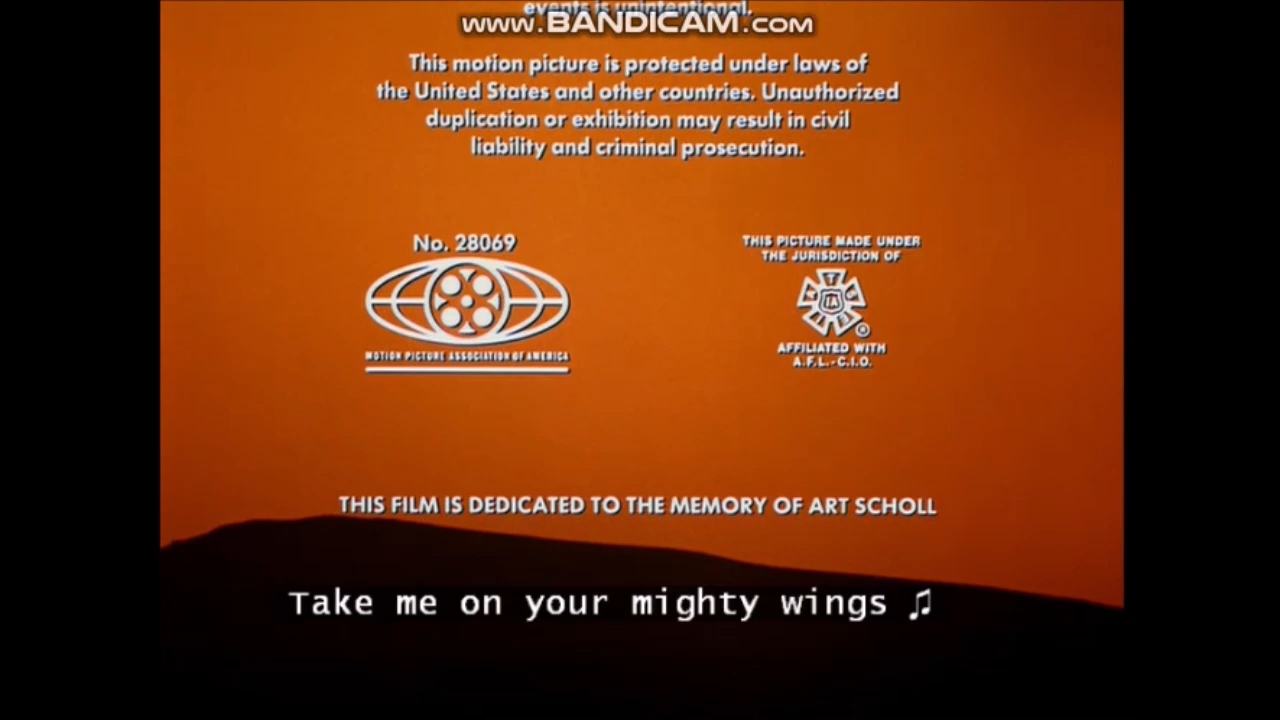 events is unintentional.
www.BANDICAM.com
This motion picture is protected under laws of
the United States and other countries. Unauthorized
duplication or exhibition may result in civil
liability and criminal prosecution.
No. 28069
MOTION PICTURE ASSOCIATION OF AMERICA
THIS PICTURE MADE UNDER
THE JURISDICTION OF
IA
®
AFFILIATED WITH
A.F.L.-C.I.O.
THIS FILM IS DEDICATED TO THE MEMORY OF ART SCHOLL
Take me on your mighty wings ♫